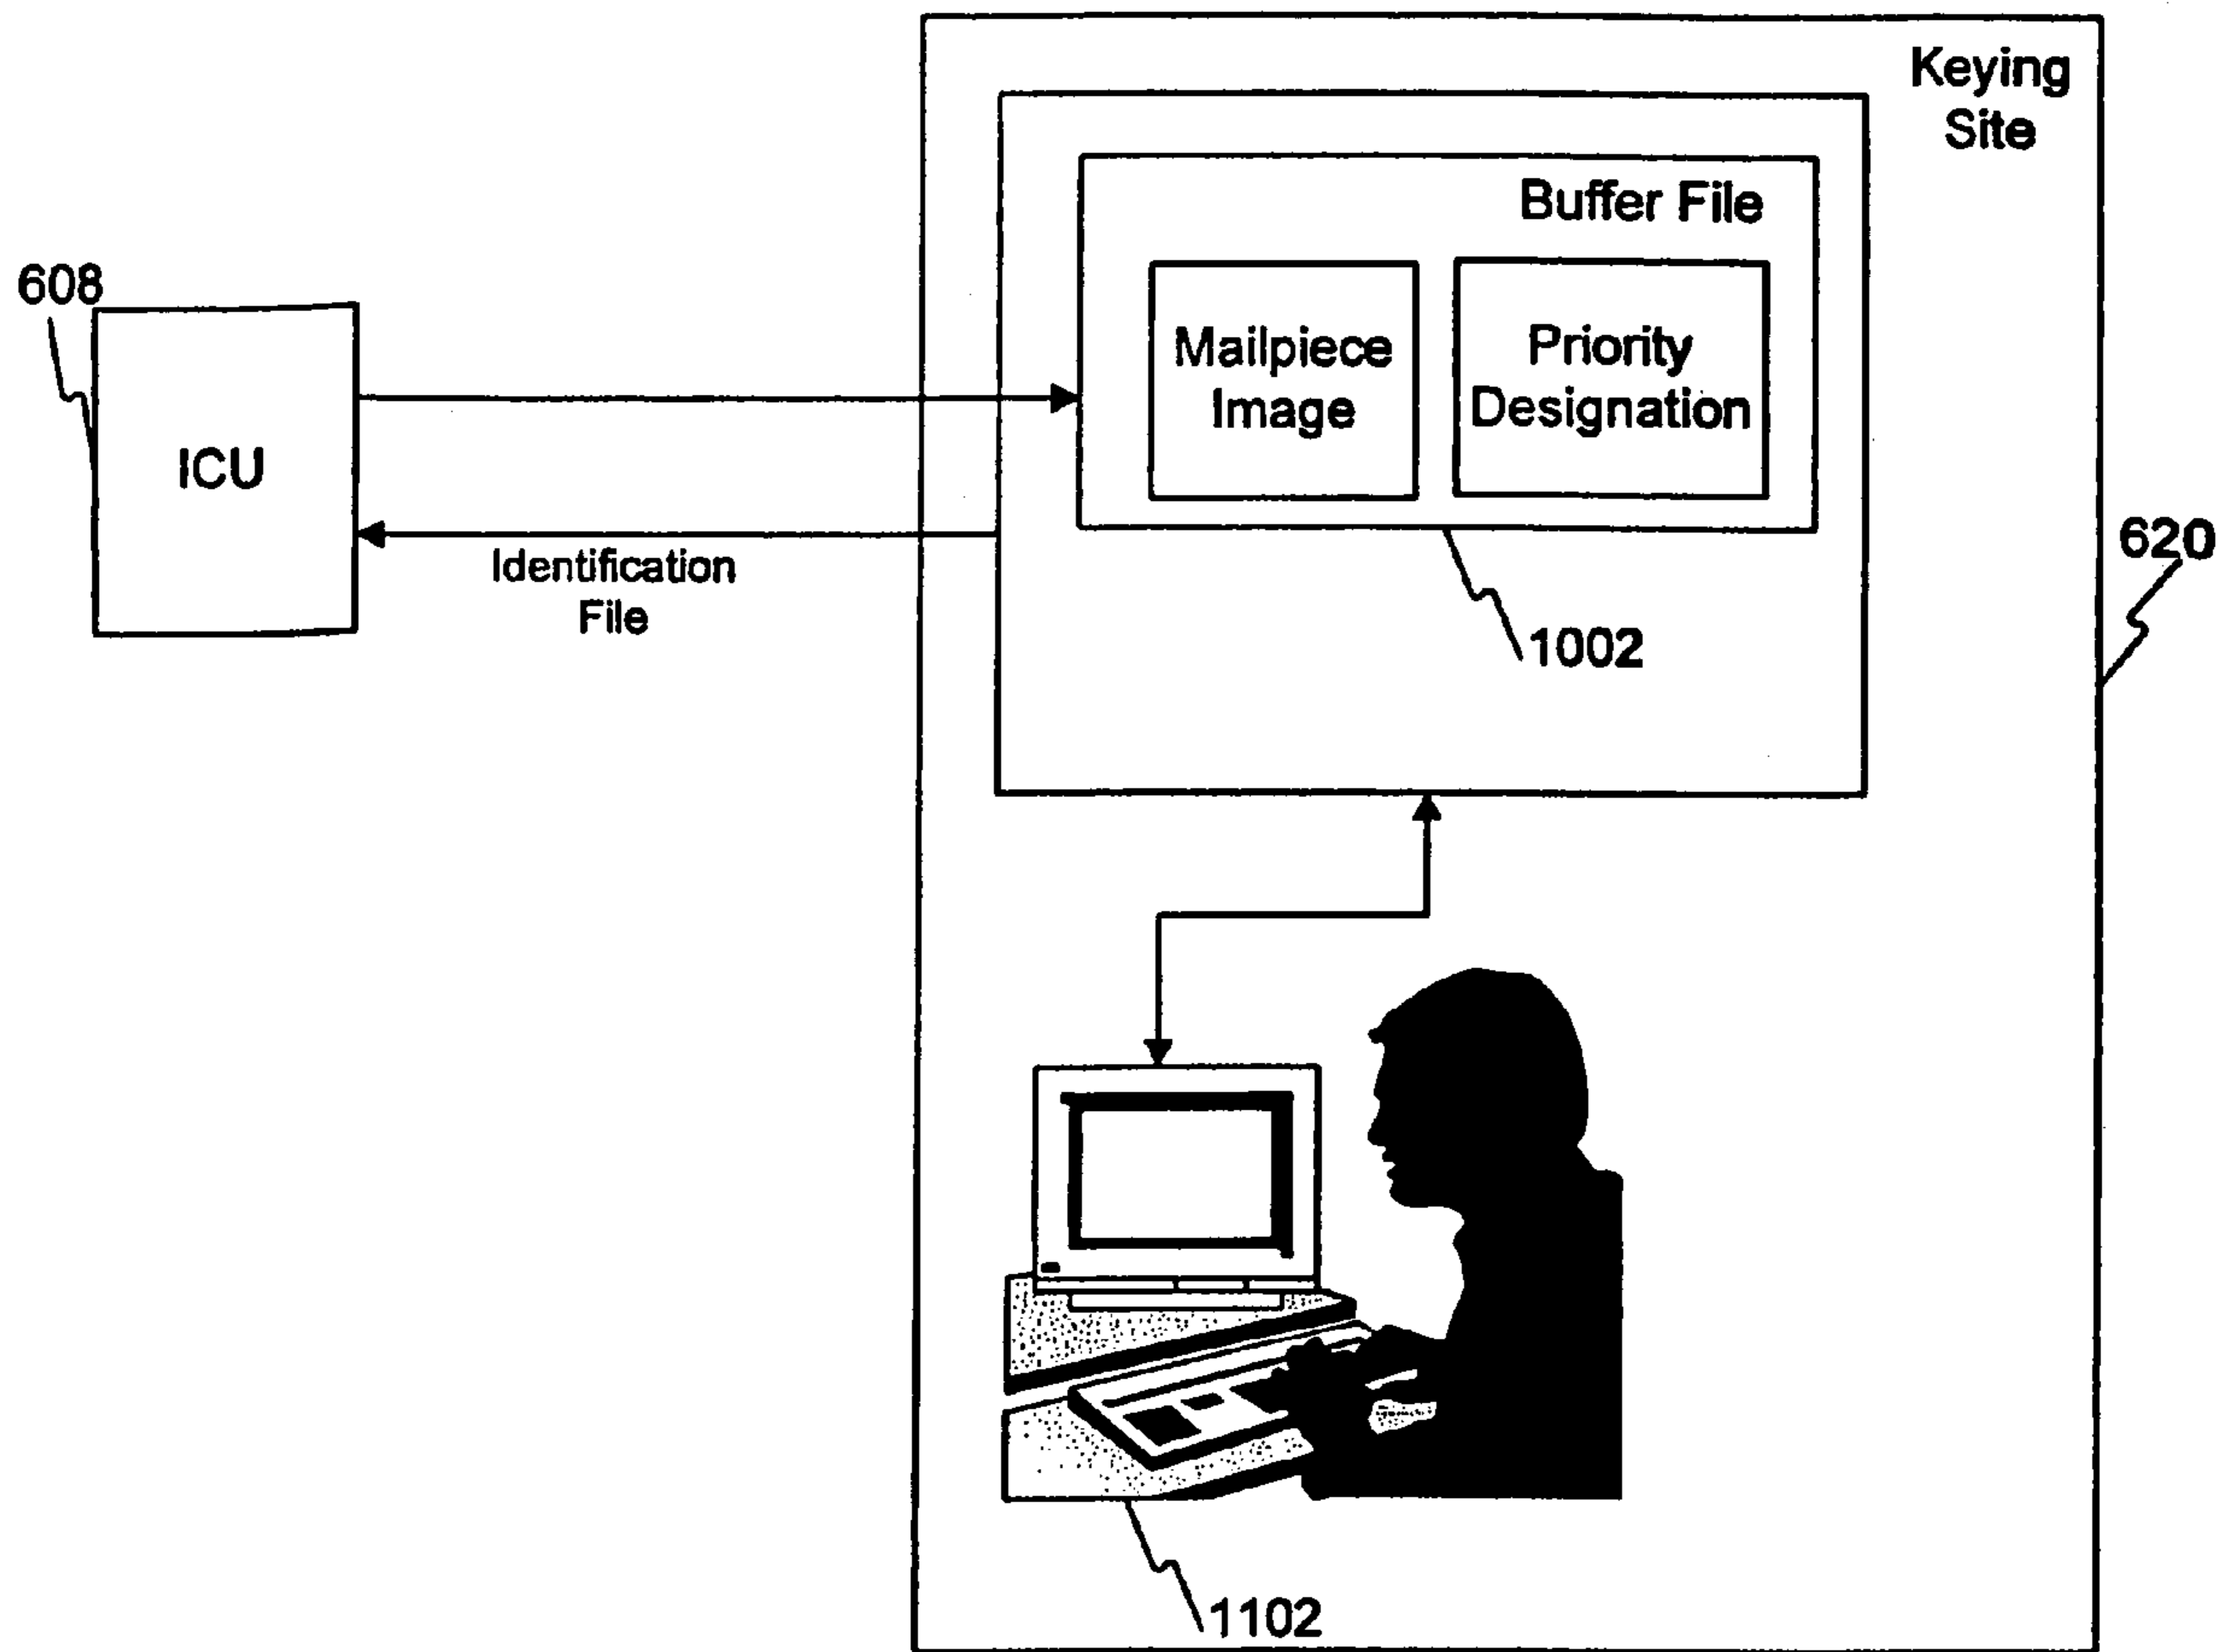 Keying
Site
Buffer File
608
Mailpiece
Image
Priority
Designation
ICU
620
Identification
File
1002
1102